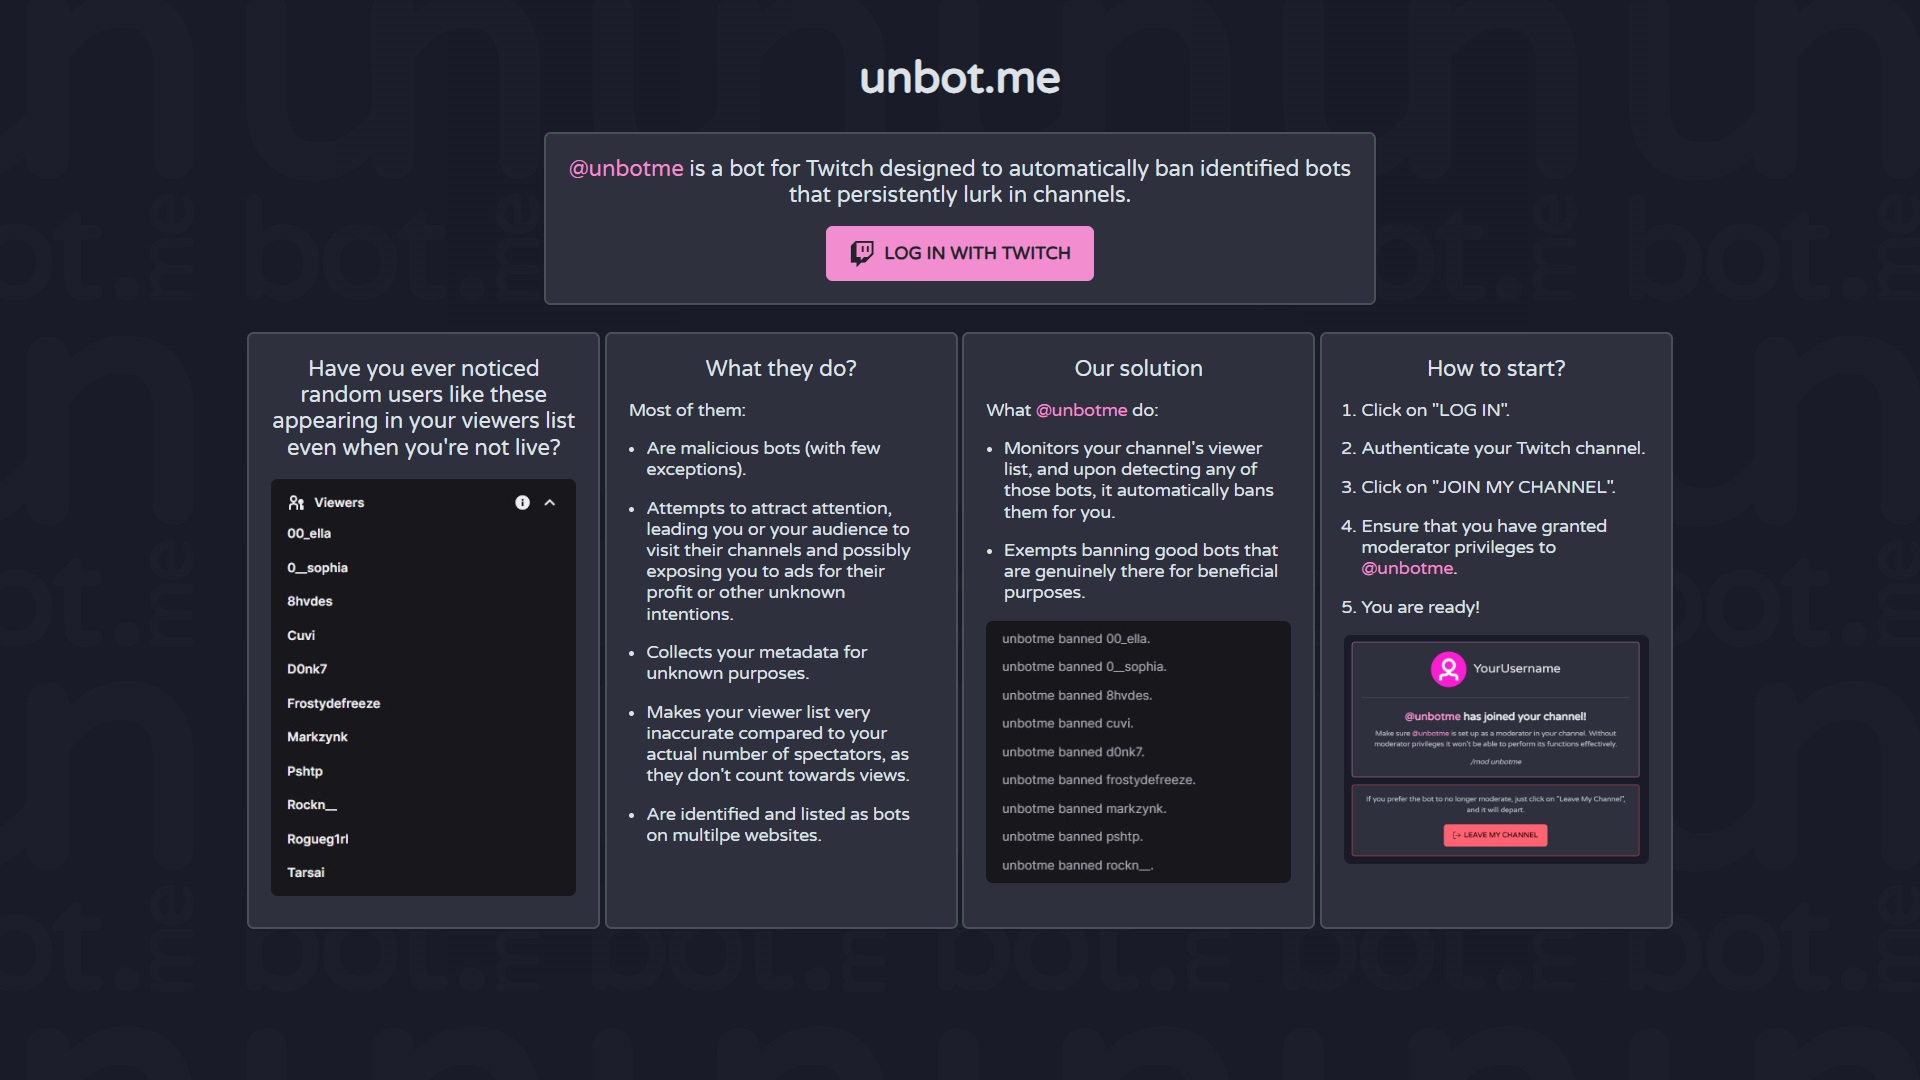 unbot.me
@unbotme is a bot for Twitch designed to automatically ban identified bots
that persistently lurk in channels.
LOG IN WITH TWITCH
Have you ever noticed
random users like these
appearing in your viewers list
even when you're not live?
Viewers
00_ella
0__sophia
8hvdes
Cuvi
D0nk7
Frostydefreeze
Markzynk
Pshtp
Rockn__
Rogueg1rl
Tarsai
What they do?
Most of them:
• Are malicious bots (with few
exceptions).
• Attempts to attract attention,
leading you or your audience to
visit their channels and possibly
exposing you to ads for their
profit or other unknown
intentions.
• Collects your metadata for
unknown purposes.
• Makes your viewer list very
inaccurate compared to your
actual number of spectators, as
they don't count towards views.
• Are identified and listed as bots
on multilpe websites.
Our solution
What @unbotme do:
• Monitors your channel's viewer
list, and upon detecting any of
those bots, it automatically bans
them for you.
• Exempts banning good bots that
are genuinely there for beneficial
purposes.
unbotme banned 00_ella.
unbotme banned 0__sophia.
unbotme banned 8hvdes.
unbotme banned cuvi.
unbotme banned d0nk7.
unbotme banned frostydefreeze.
unbotme banned markzynk.
unbotme banned pshtp.
unbotme banned rockn__.
How to start?
1. Click on "LOG IN".
2. Authenticate your Twitch channel.
3. Click on "JOIN MY CHANNEL".
4. Ensure that you have granted
moderator privileges to
@unbotme.
5. You are ready!
YourUsername
@unbotme has joined your channel!
Make sure @unbotme is set up as a moderator in your channel. Without
moderator privileges it won't be able to perform its functions effectively.
/mod unbotme
If you prefer the bot to no longer moderate, just click on "Leave My Channel",
and it will depart.
LEAVE MY CHANNEL